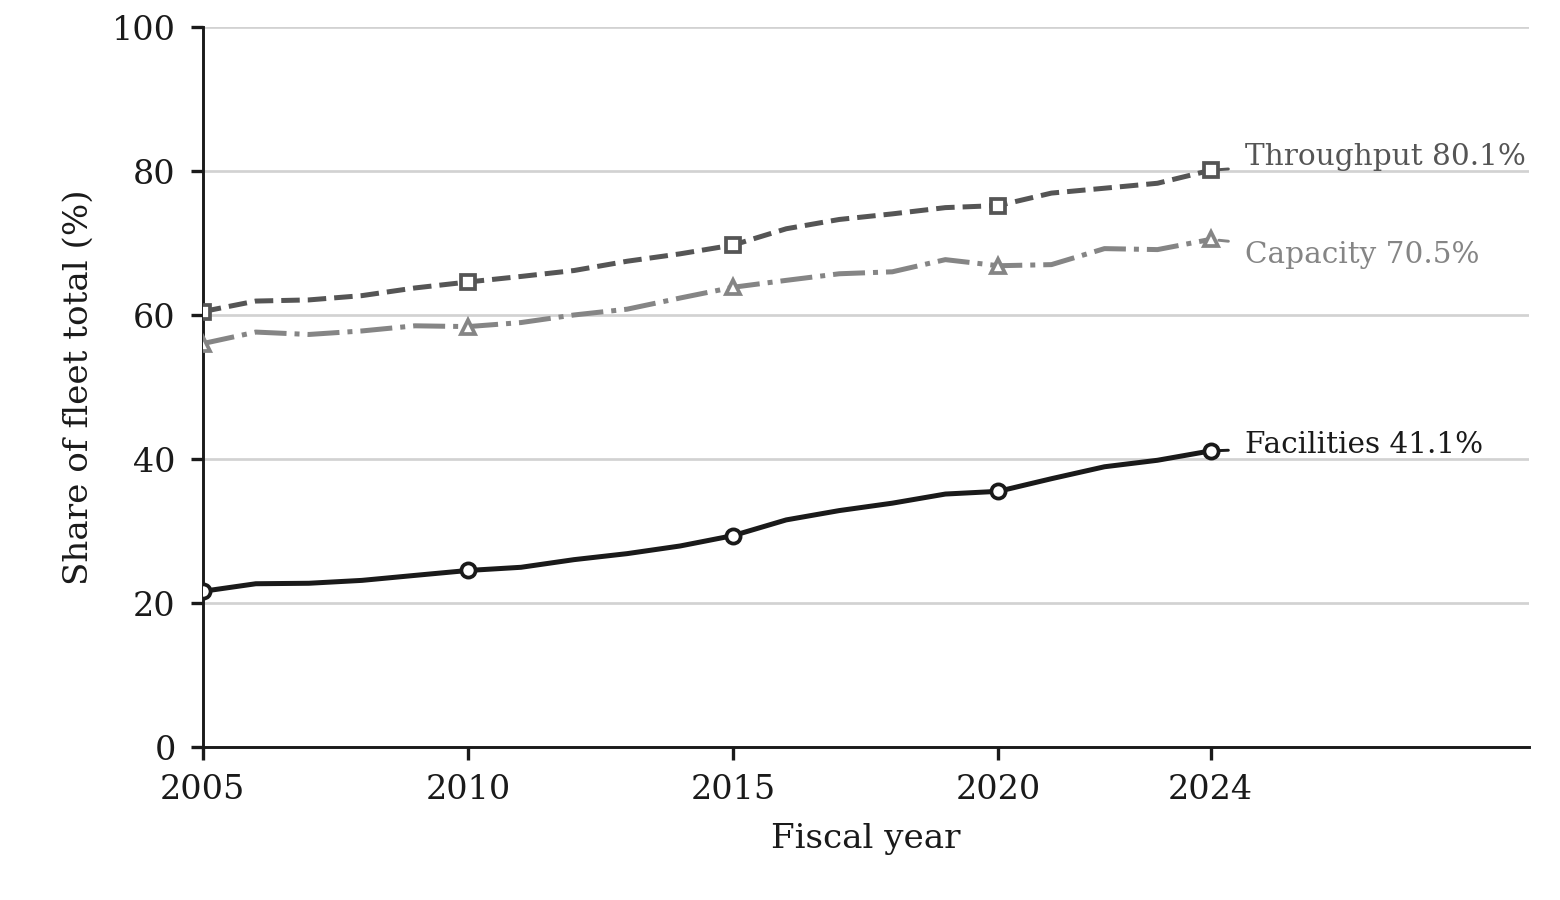 100
80
60
40
20
0
Share of fleet total (%)
Throughput 80.1%
Capacity 70.5%
Facilities 41.1%
2005 2010 2015 2020 2024
Fiscal year